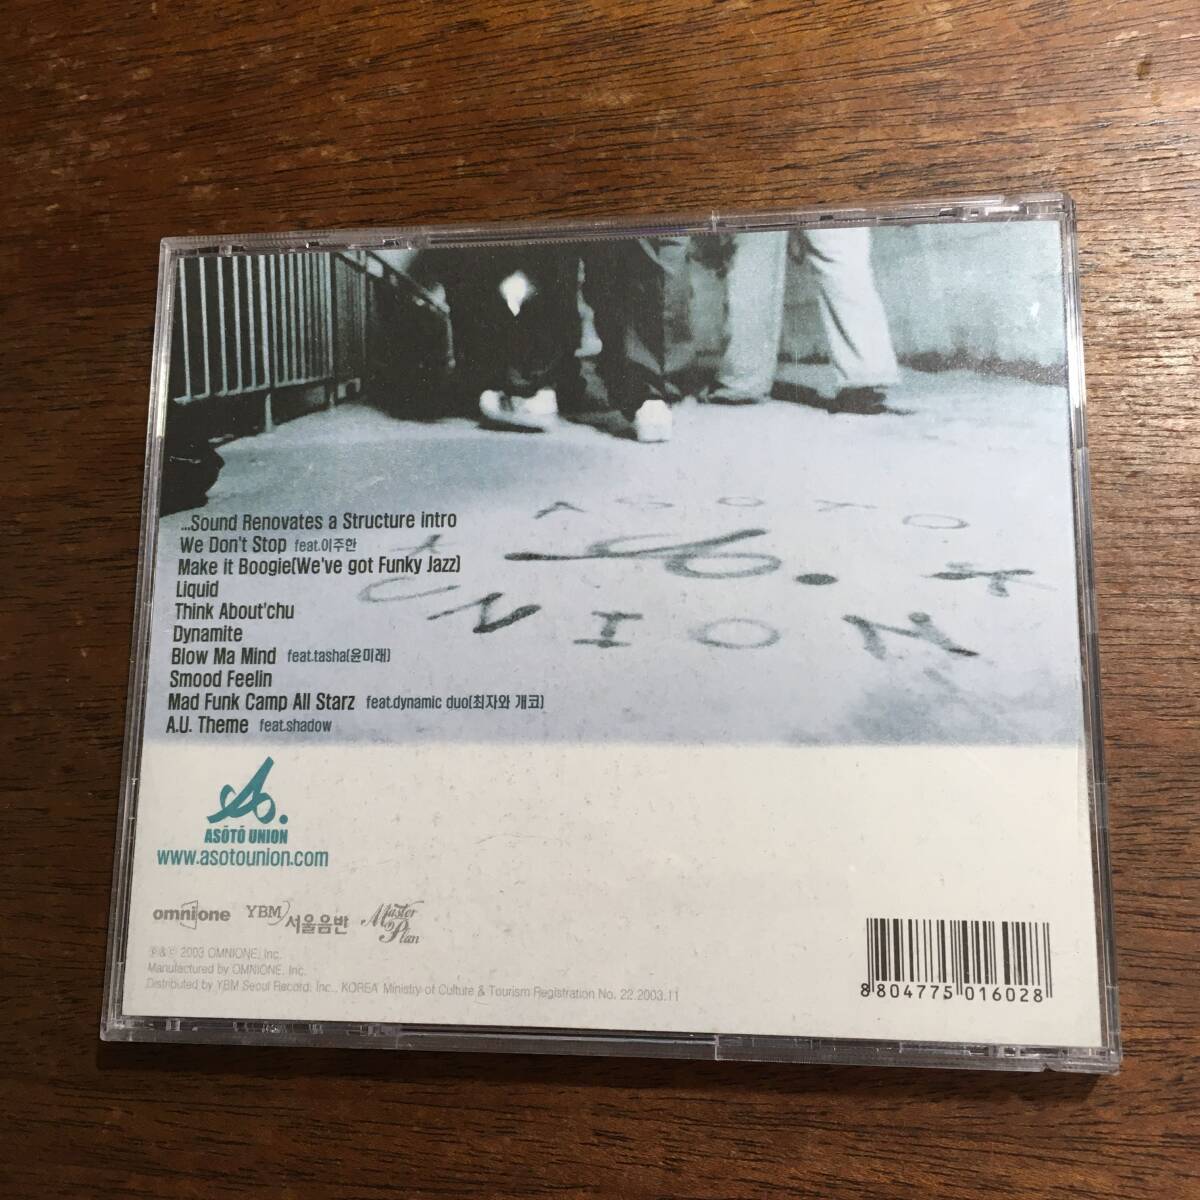 ...Sound Renovates a Structure intro
We Don't Stop feat.이주한
Make it Boogie(We've got Funky Jazz)
Liquid
Think About'chu
Dynamite
Blow Ma Mind feat.tasha(윤미래)
Smood Feelin
Mad Funk Camp All Starz feat.dynamic duo(최자와 개코)
A.U. Theme feat.shadow
ASOTO
UNION
ASŌTŌ UNION
www.asotounion.com
omnione YBM 서울음반 Master Plan
℗&© 2003 OMNIONE, Inc.
Manufactured by OMNIONE, Inc.
Distributed by YBM Seoul Record, Inc., KOREA Ministry of Culture & Tourism Registration No. 22.2003.11
8 804775 016028